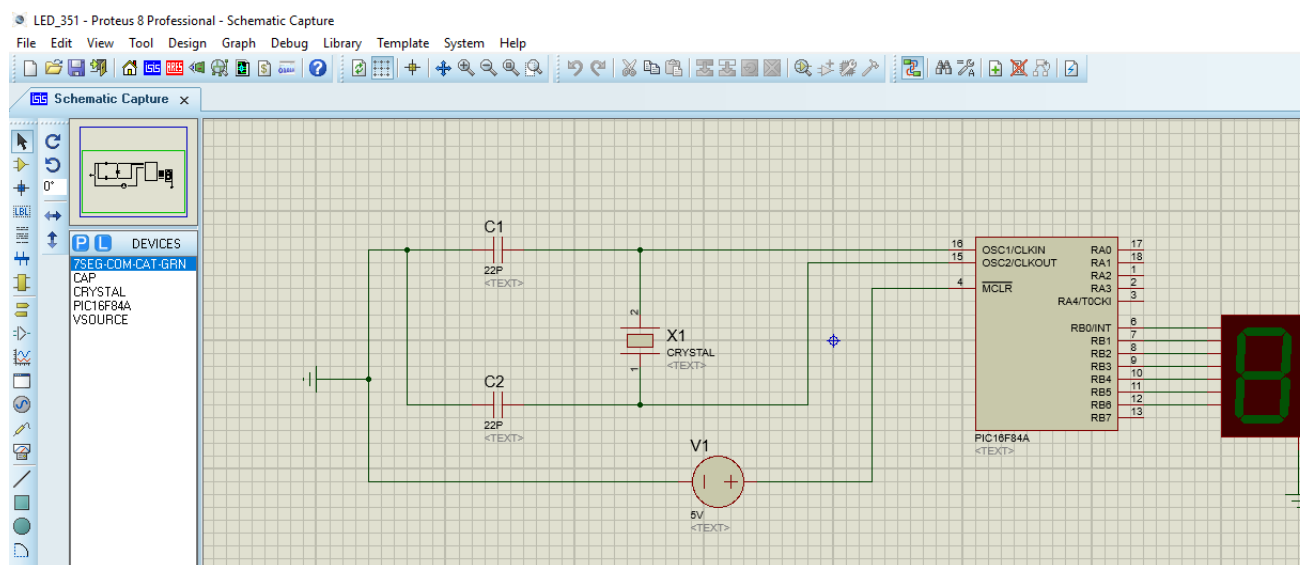 LED_351 - Proteus 8 Professional - Schematic Capture
File Edit View Tool Design Graph Debug Library Template System Help
Schematic Capture x
0°
LBL
P L DEVICES
7SEG-COM-CAT-GRN
CAP
CRYSTAL
PIC16F84A
VSOURCE
C1
22P
<TEXT>
2
X1
CRYSTAL
<TEXT>
1
C2
22P
<TEXT>
V1
5V
<TEXT>
16 OSC1/CLKIN RA0 17
15 OSC2/CLKOUT RA1 18
RA2 1
4 MCLR RA3 2
RA4/T0CKI 3
RB0/INT 6
RB1 7
RB2 8
RB3 9
RB4 10
RB5 11
RB6 12
RB7 13
PIC16F84A
<TEXT>